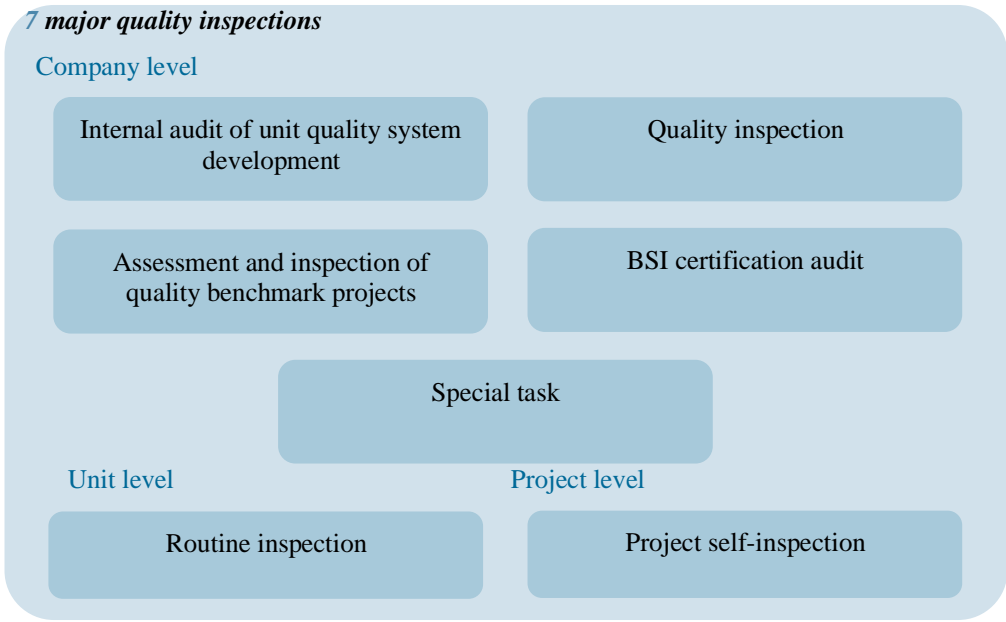 7 major quality inspections
Company level
Internal audit of unit quality system
development
Quality inspection
Assessment and inspection of
quality benchmark projects
BSI certification audit
Special task
Unit level
Project level
Routine inspection
Project self-inspection